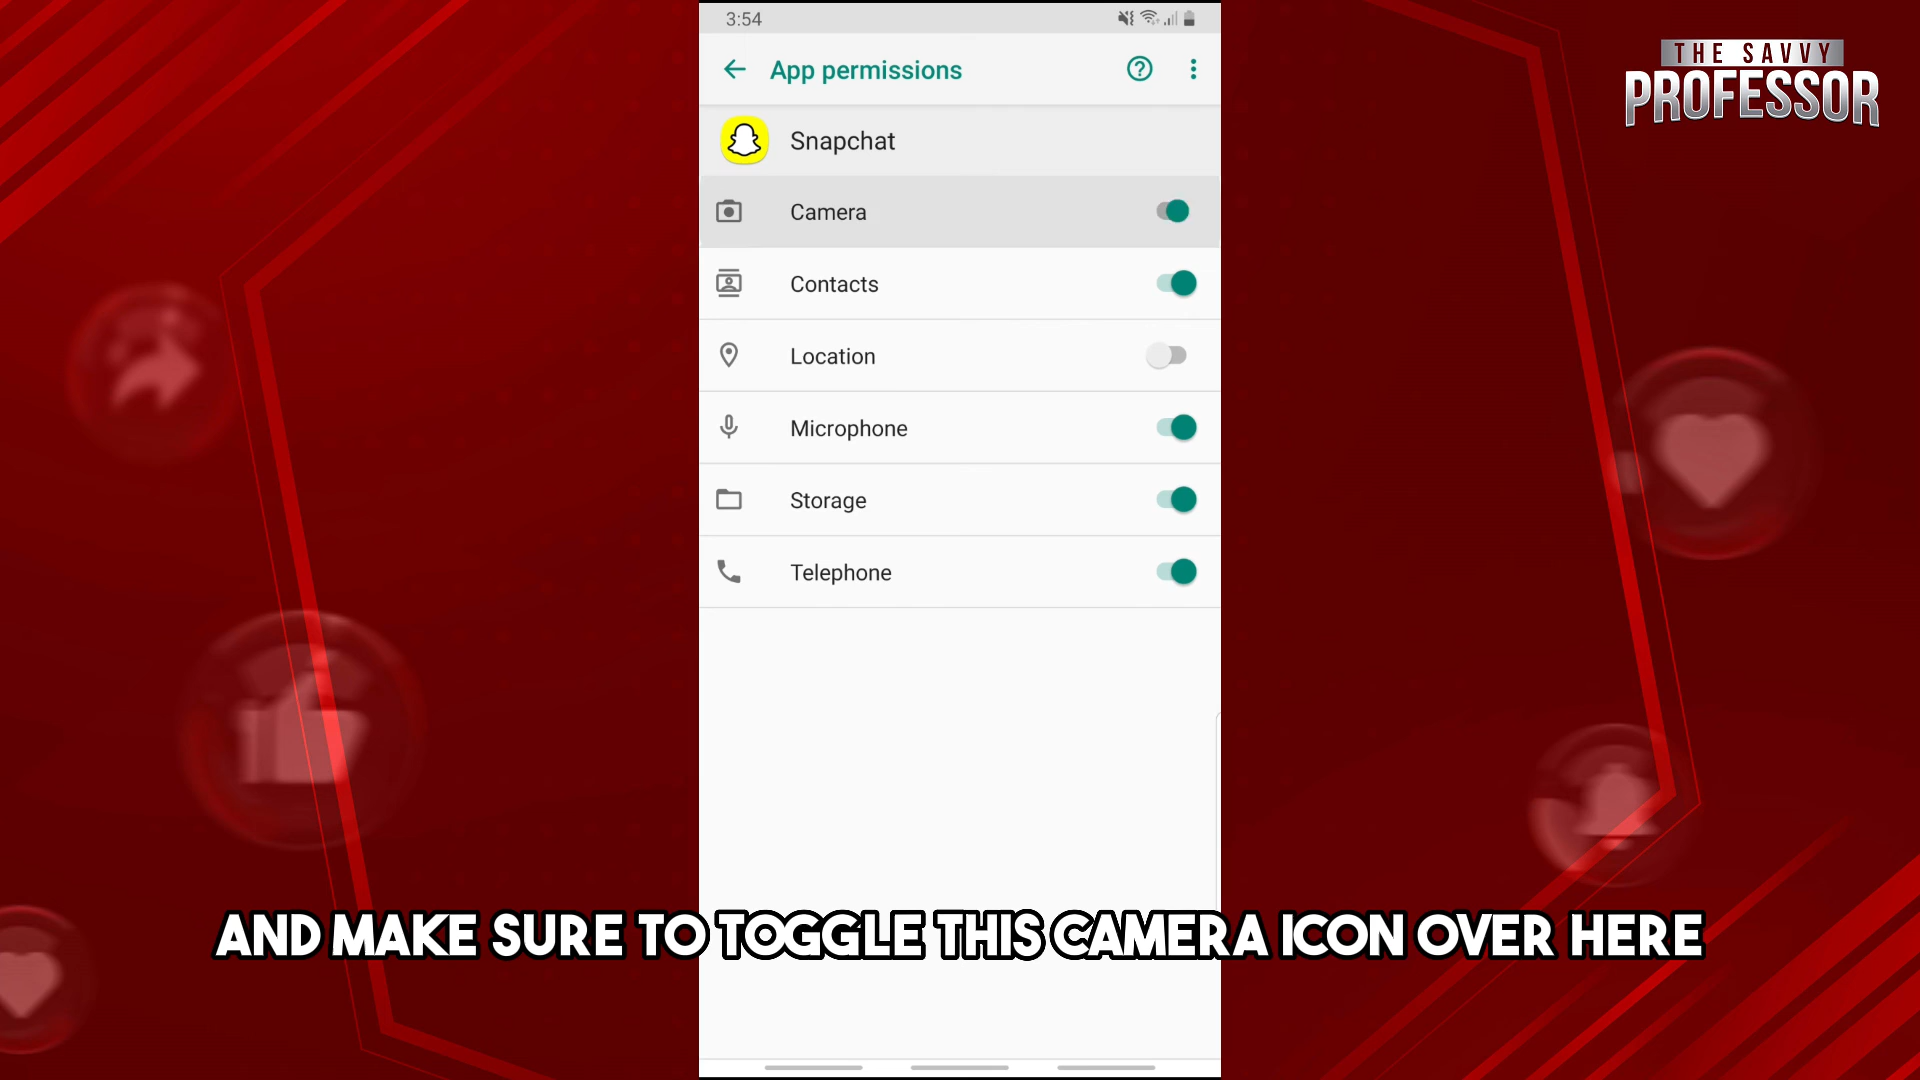 3:54
THE SAVVY
PROFESSOR
App permissions
Snapchat
Camera
Contacts
Location
Microphone
Storage
Telephone
AND MAKE SURE TO TOGGLE THIS CAMERA ICON OVER HERE